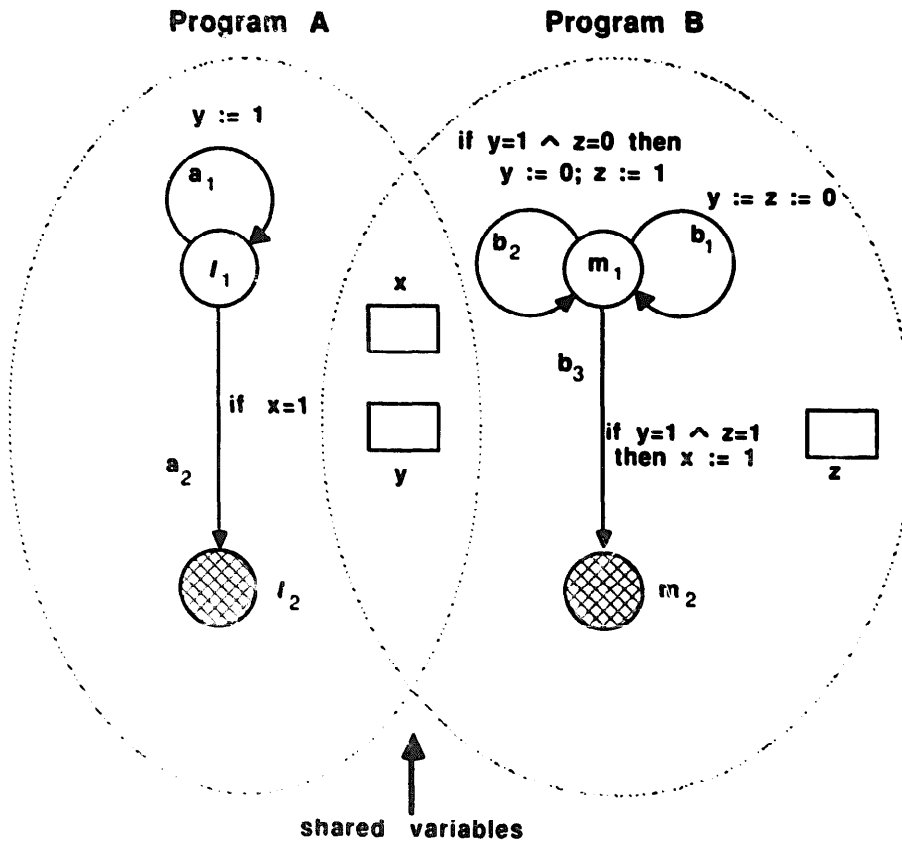 Program A
Program B
y := 1
a1
l1
if x=1
a2
l2
x
y
if y=1 ^ z=0 then
y := 0; z := 1
y := z := 0
b2
m1
b1
b3
if y=1 ^ z=1
then x := 1
z
m2
shared variables